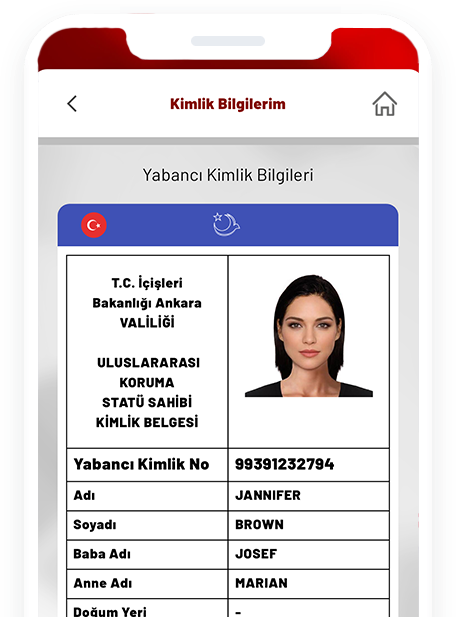 Kimlik Bilgilerim
Yabancı Kimlik Bilgileri
T.C. İçişleri
Bakanlığı Ankara
VALİLİĞİ
ULUSLARARASI
KORUMA
STATÜ SAHİBİ
KİMLİK BELGESİ
Yabancı Kimlik No 99391232794
Adı JANNIFER
Soyadı BROWN
Baba Adı JOSEF
Anne Adı MARIAN
Doğum Yeri -